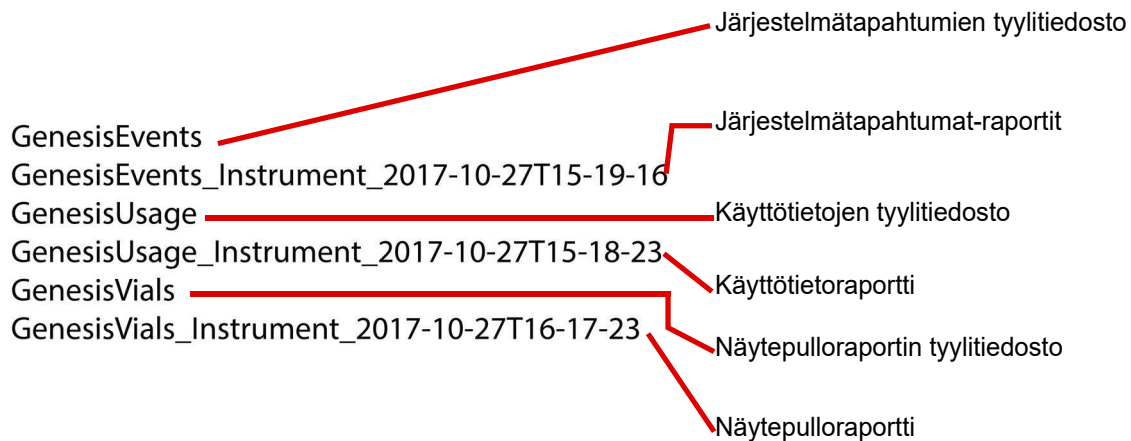 Järjestelmätapahtumien tyylitiedosto
GenesisEvents
Järjestelmätapahtumat-raportit
GenesisEvents_Instrument_2017-10-27T15-19-16
GenesisUsage
Käyttötietojen tyylitiedosto
GenesisUsage_Instrument_2017-10-27T15-18-23
Käyttötietoraportti
GenesisVials
GenesisVials_Instrument_2017-10-27T16-17-23
Näytepulloraportin tyylitiedosto
Näytepulloraportti